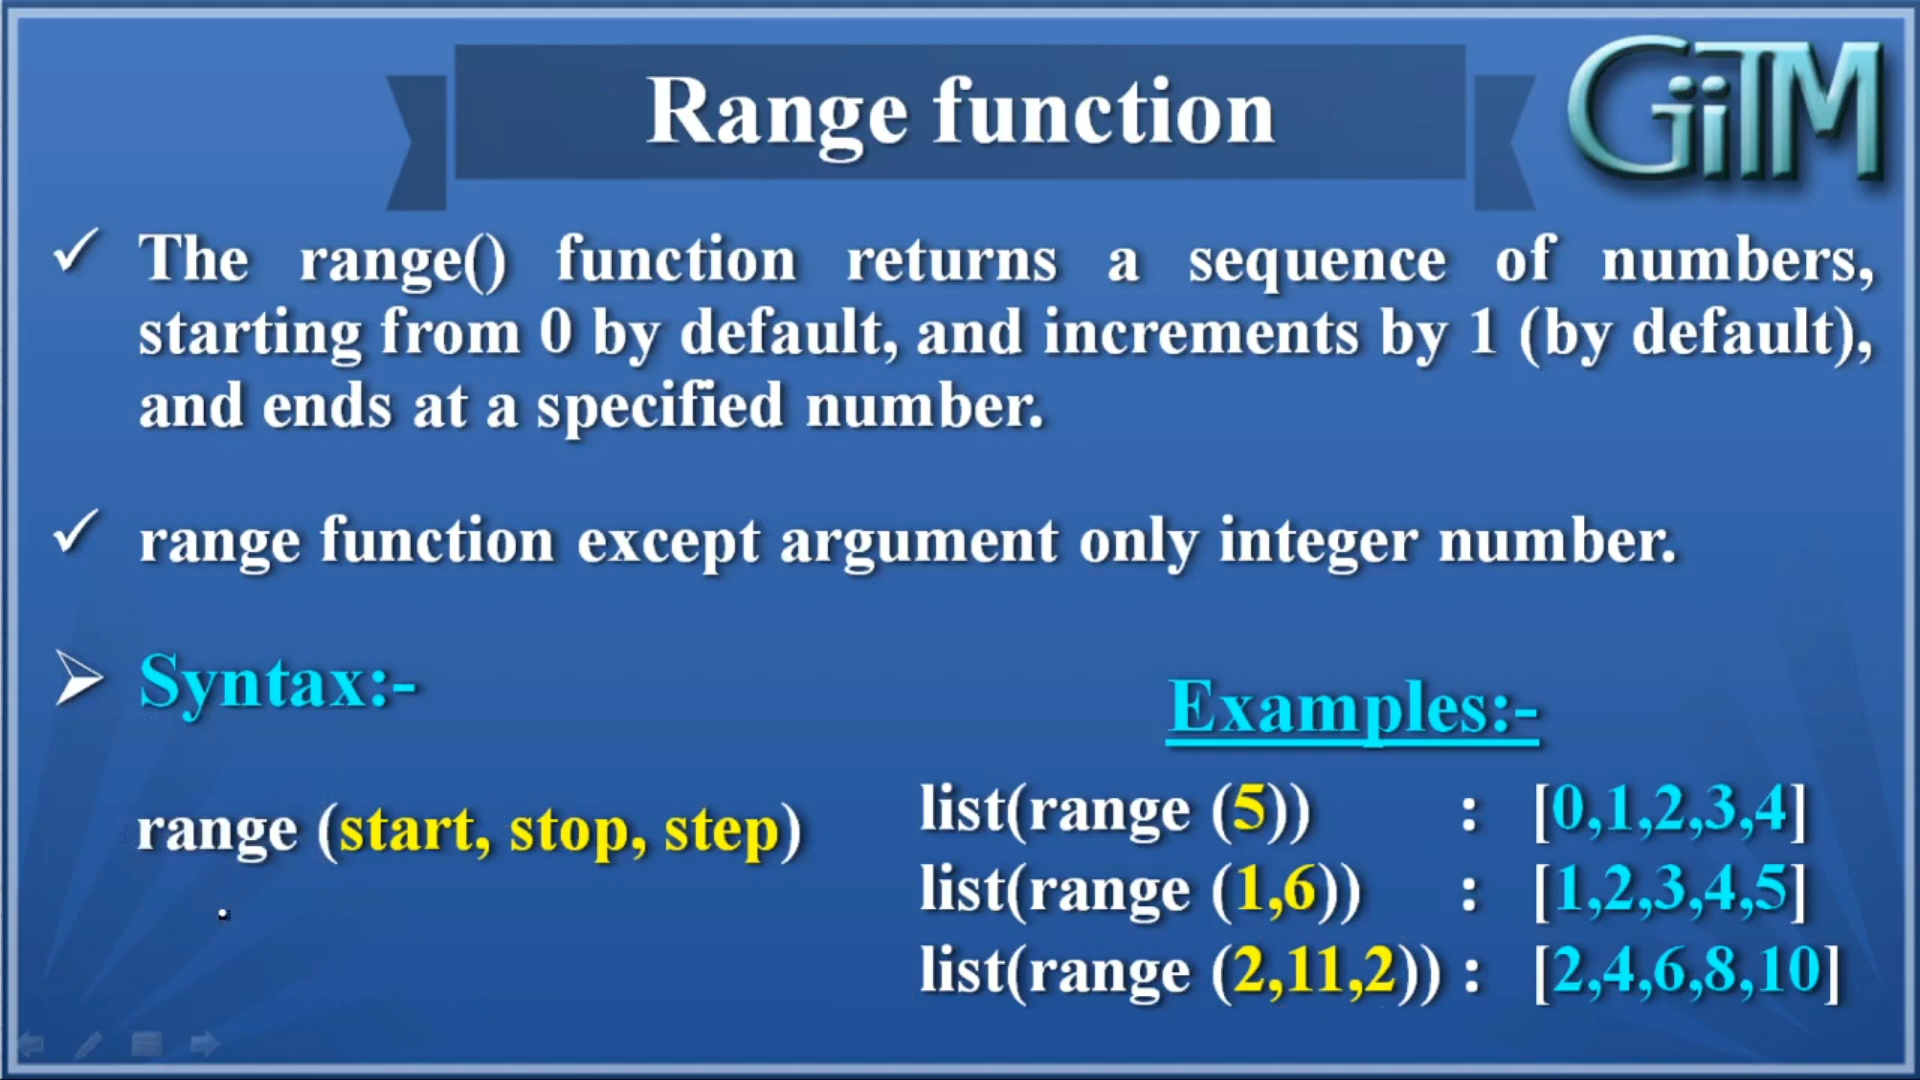 Range function
GiTM
✓ The range() function returns a sequence of numbers,
starting from 0 by default, and increments by 1 (by default),
and ends at a specified number.
✓ range function except argument only integer number.
➢ Syntax:-
range (start, stop, step)
Examples:-
list(range (5)) : [0,1,2,3,4]
list(range (1,6)) : [1,2,3,4,5]
list(range (2,11,2)) : [2,4,6,8,10]